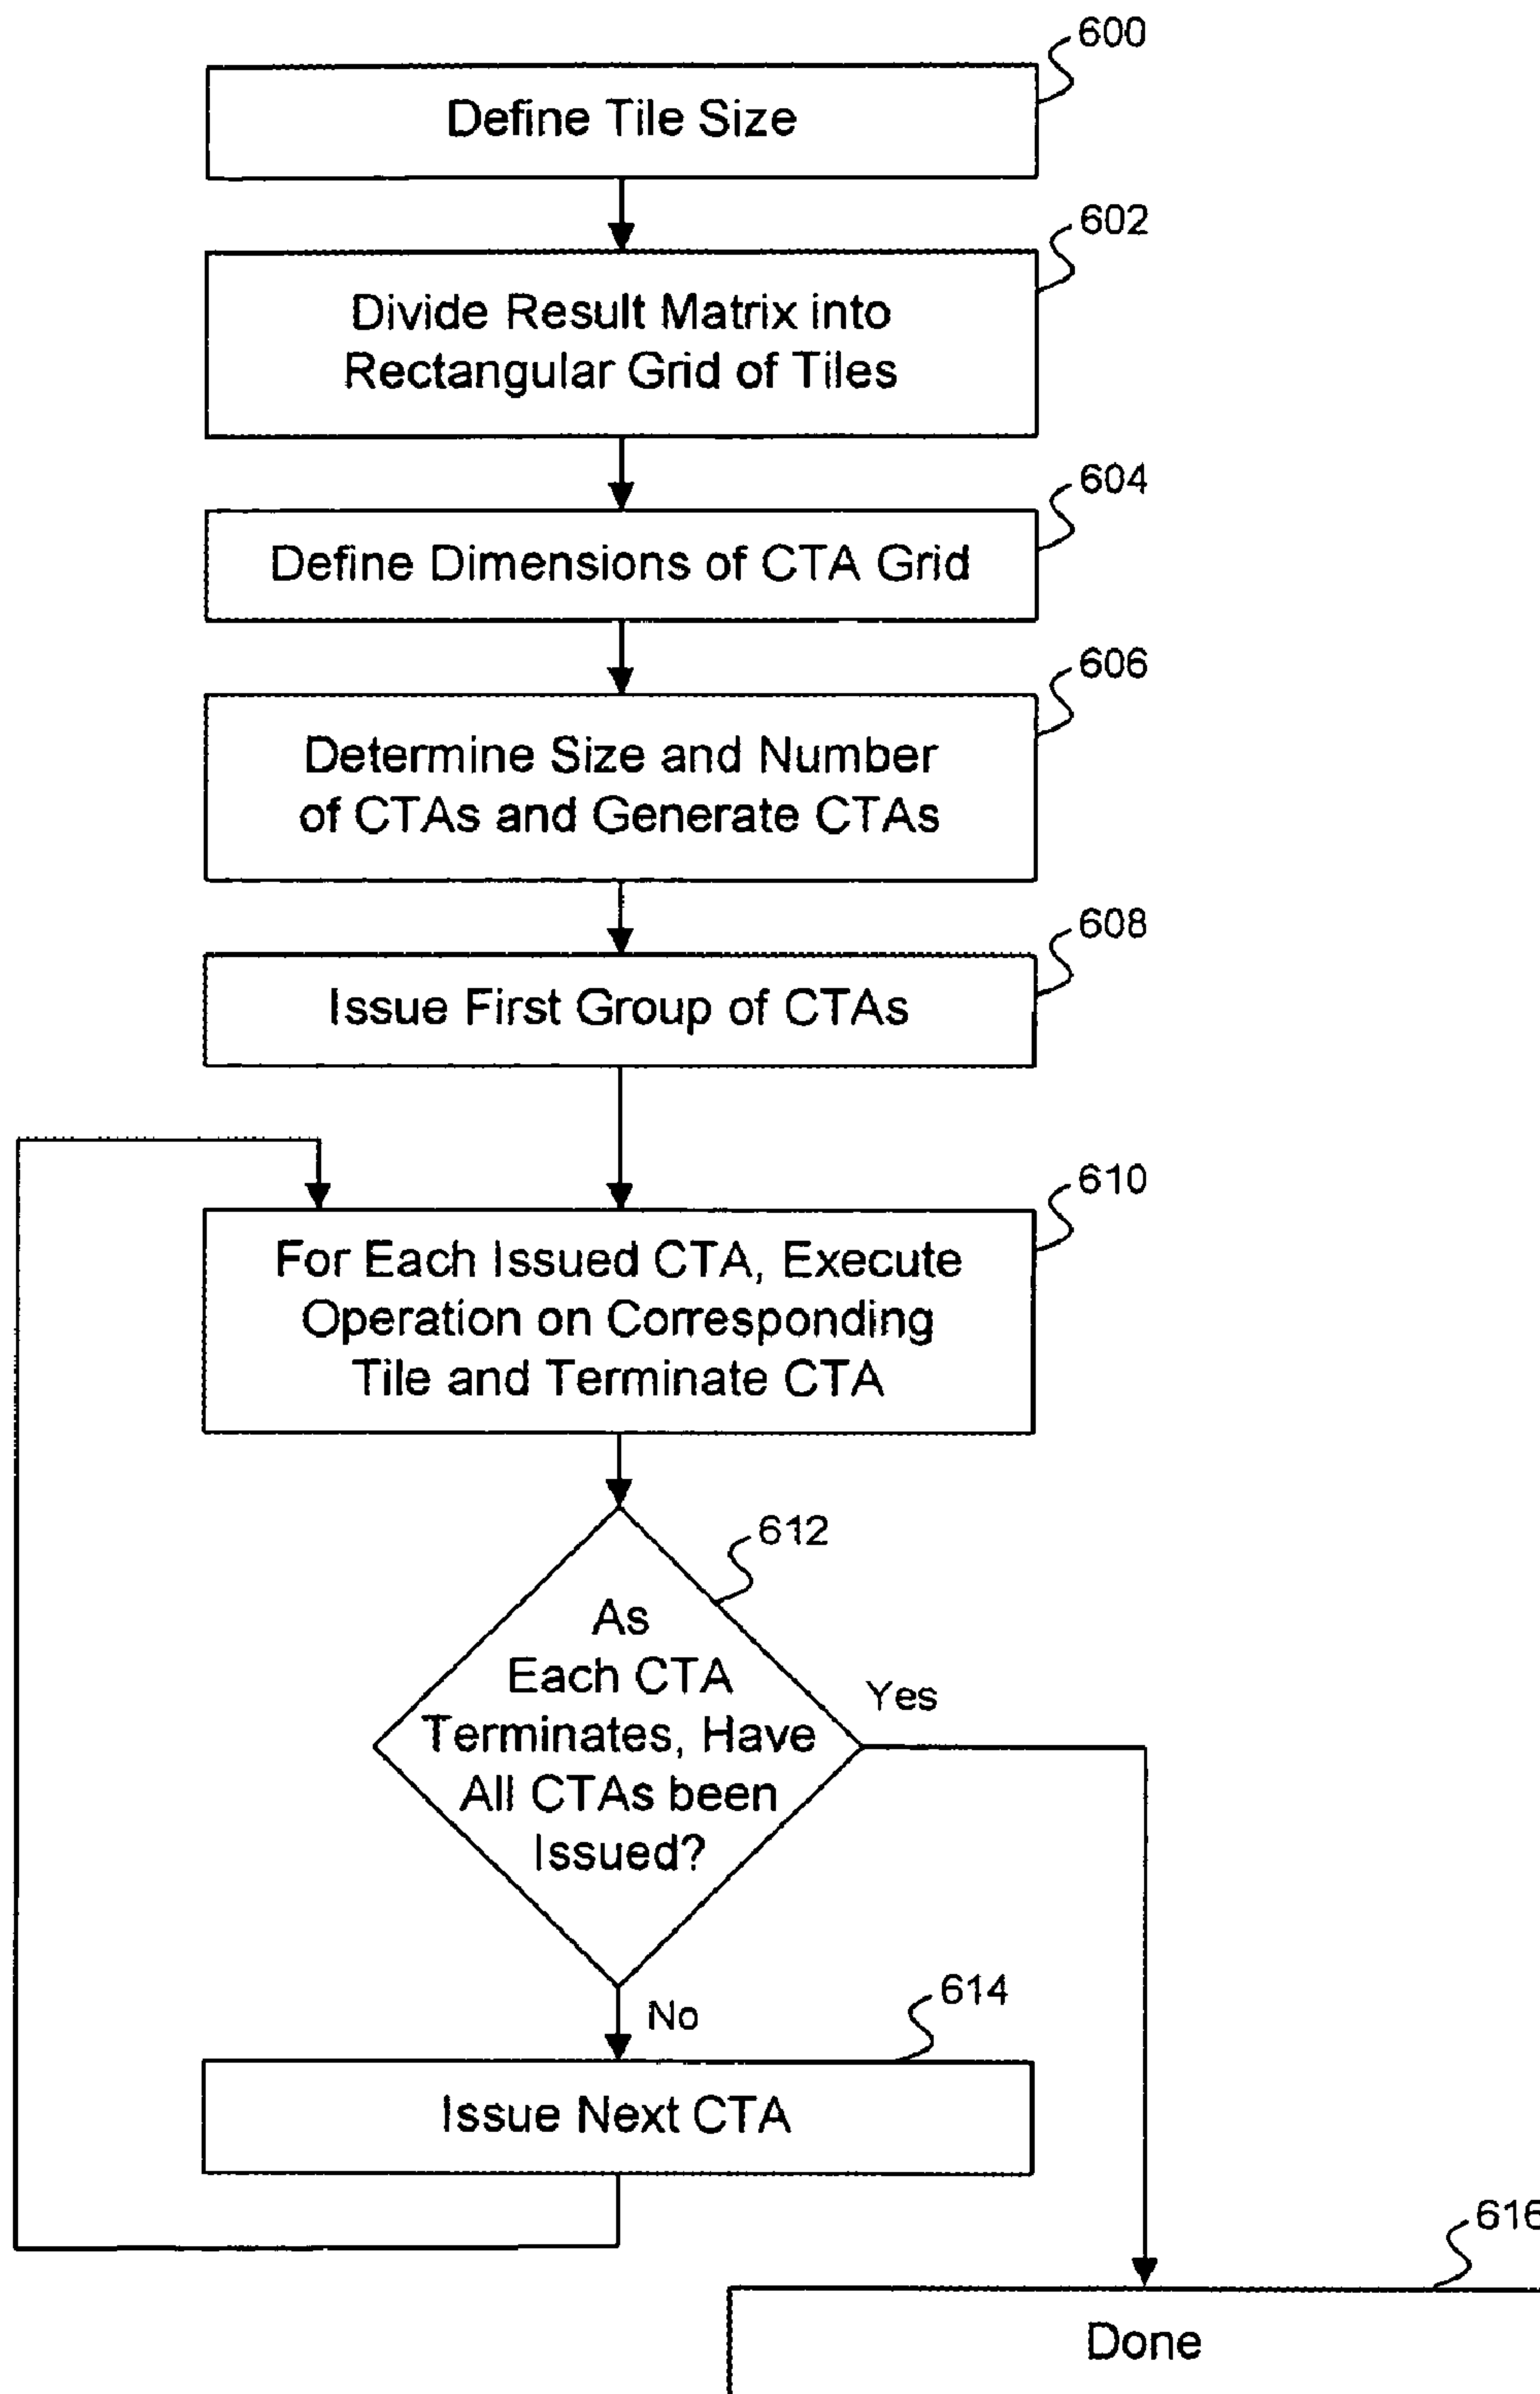 600
Define Tile Size
602
Divide Result Matrix into
Rectangular Grid of Tiles
604
Define Dimensions of CTA Grid
606
Determine Size and Number
of CTAs and Generate CTAs
608
Issue First Group of CTAs
610
For Each Issued CTA, Execute
Operation on Corresponding
Tile and Terminate CTA
612
As
Each CTA
Terminates, Have
All CTAs been
Issued?
Yes
No
614
Issue Next CTA
616
Done